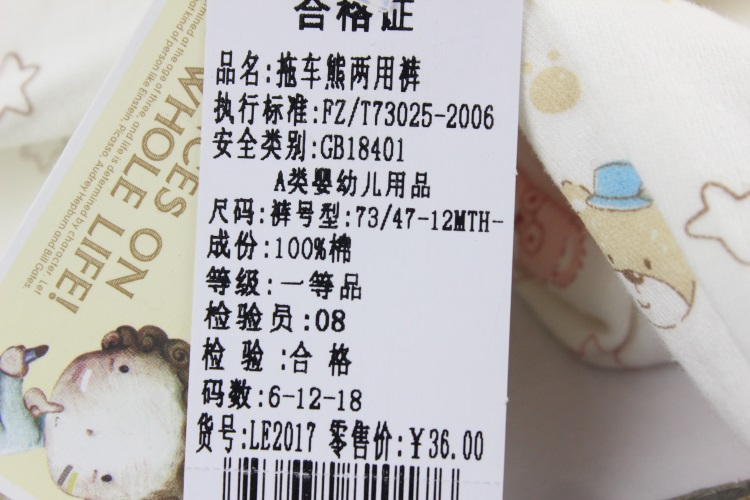 合格证
品名:拖车熊两用裤
执行标准:FZ/T73025-2006
安全类别:GB18401
A类婴幼儿用品
尺码:裤号型:73/47-12MTH-
成份:100%棉
等级:一等品
检验员:08
检 验 :合 格
码数:6-12-18
货号:LE2017 零售价:¥36.00
ON
WHOLE LIFE!